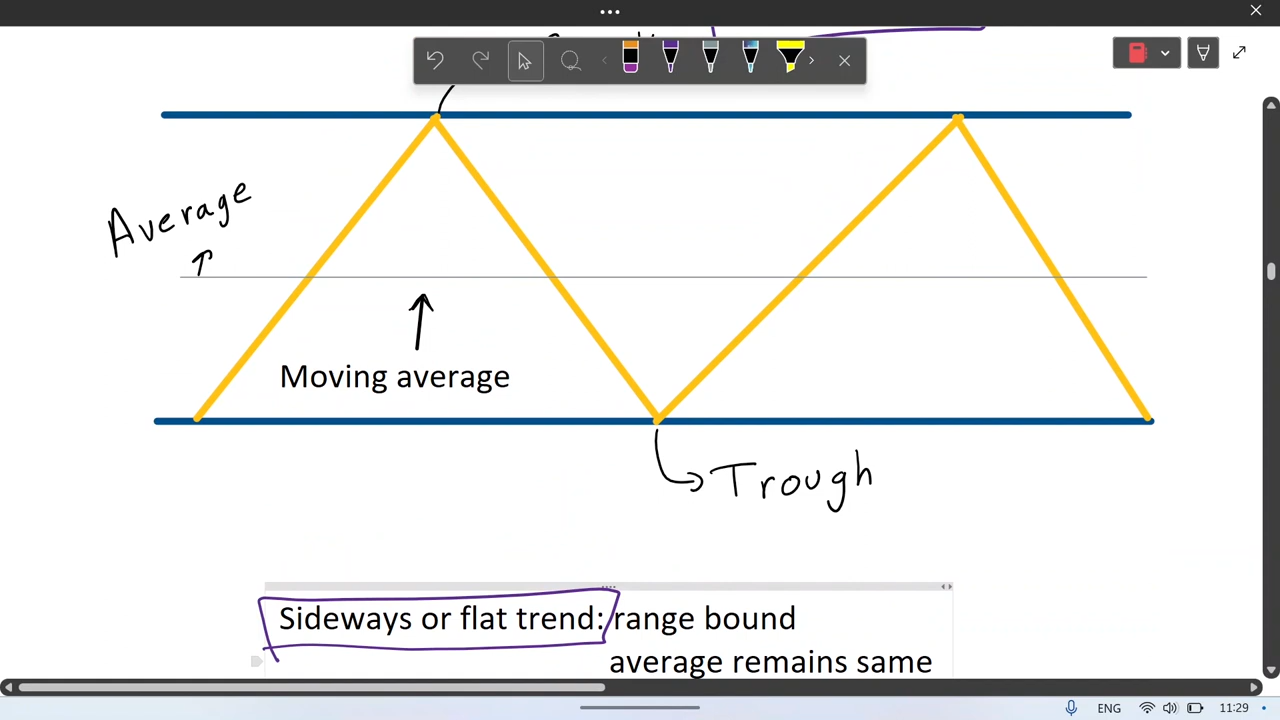 Average
Moving average
Trough
Sideways or flat trend: range bound
average remains same
ENG
11:29